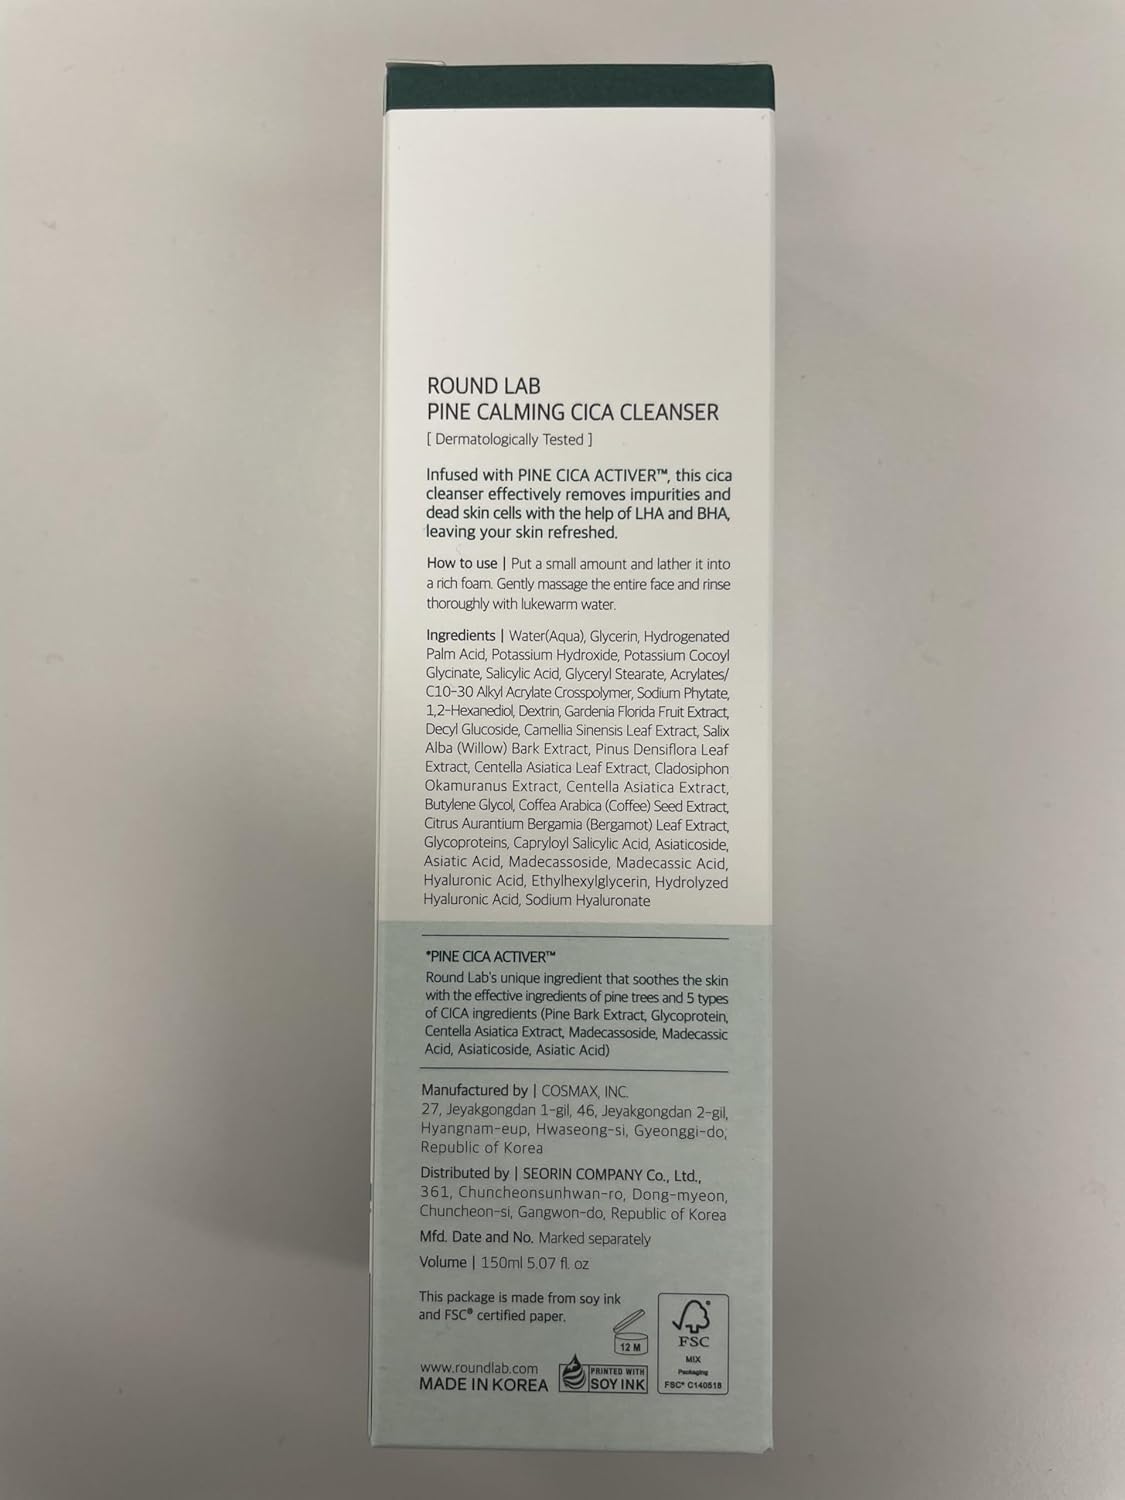 ROUND LAB
PINE CALMING CICA CLEANSER
[ Dermatologically Tested ]
Infused with PINE CICA ACTIVER™, this cica
cleanser effectively removes impurities and
dead skin cells with the help of LHA and BHA,
leaving your skin refreshed.
How to use | Put a small amount and lather it into
a rich foam. Gently massage the entire face and rinse
thoroughly with lukewarm water.
Ingredients | Water(Aqua), Glycerin, Hydrogenated
Palm Acid, Potassium Hydroxide, Potassium Cocoyl
Glycinate, Salicylic Acid, Glyceryl Stearate, Acrylates/
C10-30 Alkyl Acrylate Crosspolymer, Sodium Phytate,
1,2-Hexanediol, Dextrin, Gardenia Florida Fruit Extract,
Decyl Glucoside, Camellia Sinensis Leaf Extract, Salix
Alba (Willow) Bark Extract, Pinus Densiflora Leaf
Extract, Centella Asiatica Leaf Extract, Cladosiphon
Okamuranus Extract, Centella Asiatica Extract,
Butylene Glycol, Coffea Arabica (Coffee) Seed Extract,
Citrus Aurantium Bergamia (Bergamot) Leaf Extract,
Glycoproteins, Capryloyl Salicylic Acid, Asiaticoside,
Asiatic Acid, Madecassoside, Madecassic Acid,
Hyaluronic Acid, Ethylhexylglycerin, Hydrolyzed
Hyaluronic Acid, Sodium Hyaluronate
*PINE CICA ACTIVER™
Round Lab's unique ingredient that soothes the skin
with the effective ingredients of pine trees and 5 types
of CICA ingredients (Pine Bark Extract, Glycoprotein,
Centella Asiatica Extract, Madecassoside, Madecassic
Acid, Asiaticoside, Asiatic Acid)
Manufactured by | COSMAX, INC.
27, Jeyakgongdan 1-gil, 46, Jeyakgongdan 2-gil,
Hyangnam-eup, Hwaseong-si, Gyeonggi-do,
Republic of Korea
Distributed by | SEORIN COMPANY Co., Ltd.,
361, Chuncheonsunhwan-ro, Dong-myeon,
Chuncheon-si, Gangwon-do, Republic of Korea
Mfd. Date and No. Marked separately
Volume | 150ml 5.07 fl. oz
This package is made from soy ink
and FSC® certified paper.
12 M
www.roundlab.com
MADE IN KOREA
PRINTED WITH
SOY INK
FSC
MIX
Packaging
FSC® C140518